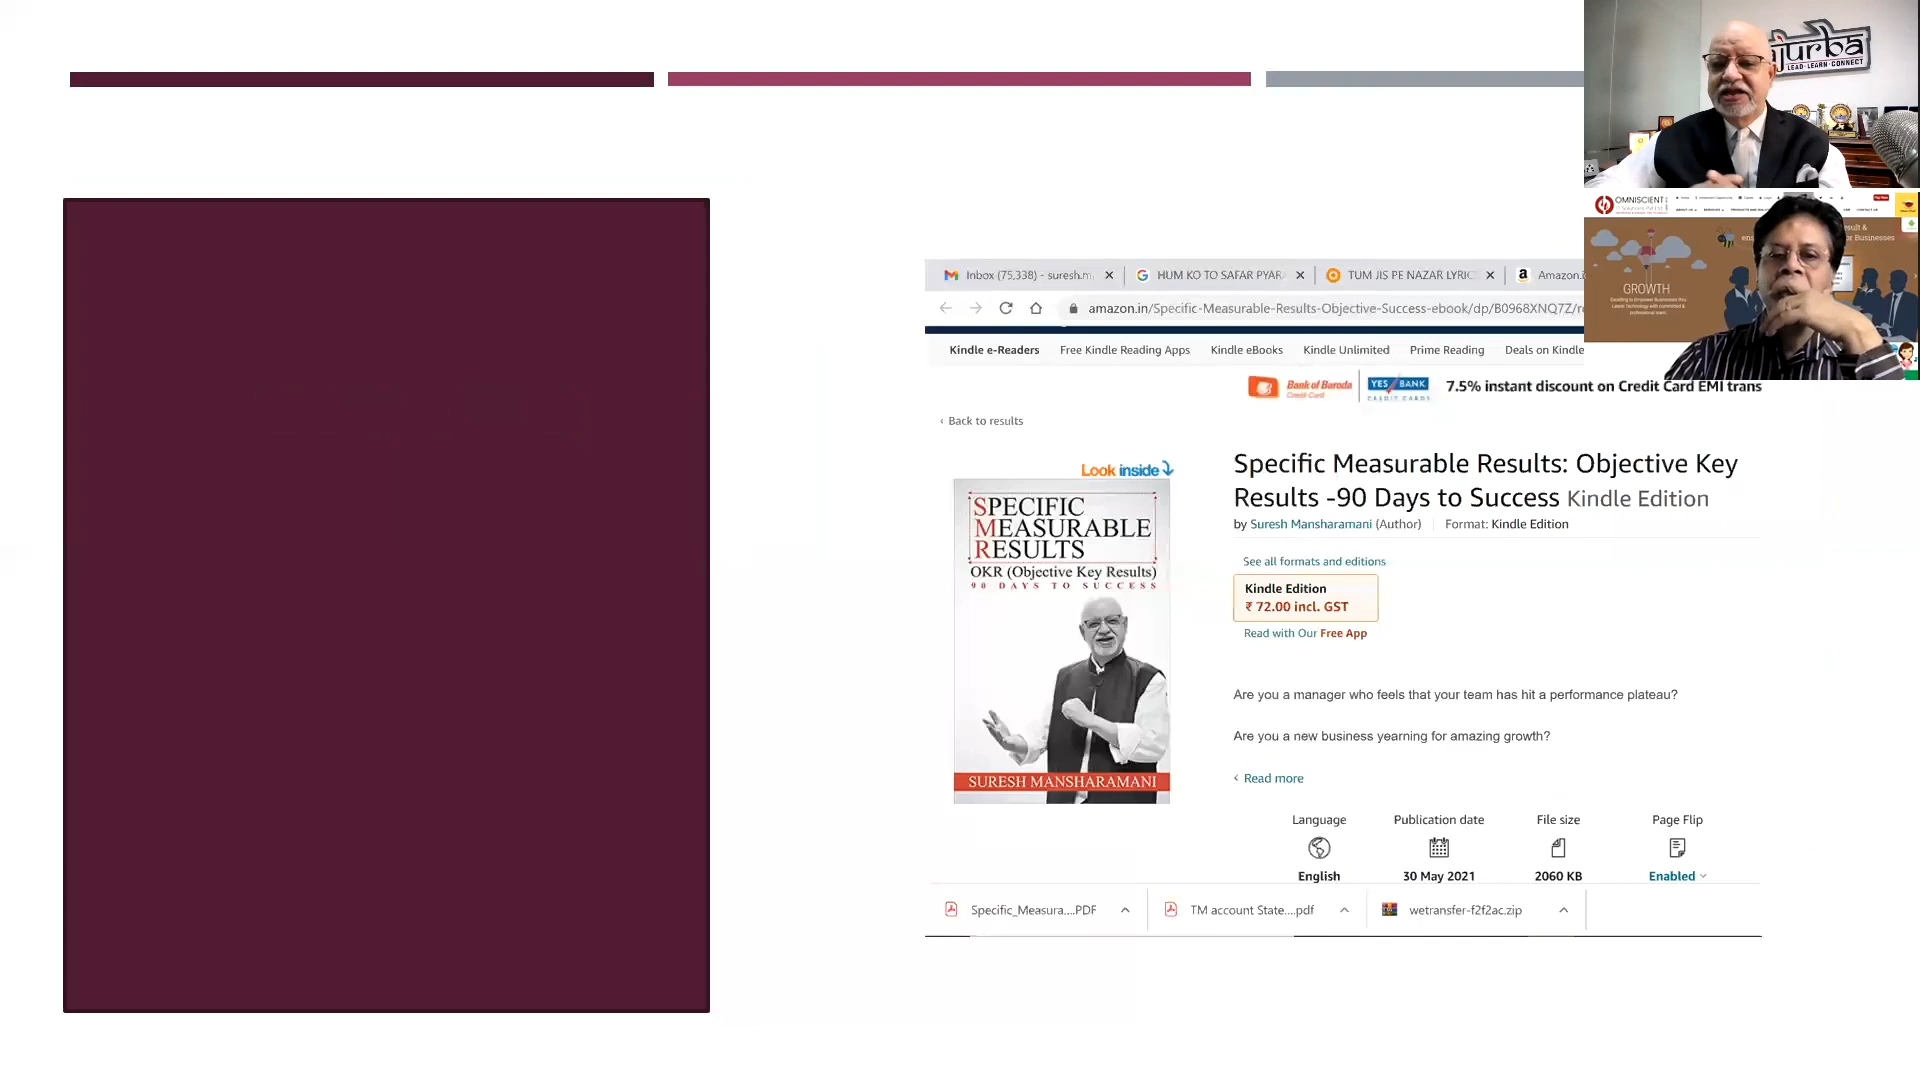 ajurba
LEAD·LEARN·CONNECT
OMNISCIENT
GROWTH
Inbox (75,338) - suresh.m
HUM KO TO SAFAR PYAR
TUM JIS PE NAZAR LYRIC
Amazon.
amazon.in/Specific-Measurable-Results-Objective-Success-ebook/dp/B0968XNQ7Z/r
Kindle e-Readers Free Kindle Reading Apps Kindle eBooks Kindle Unlimited Prime Reading Deals on Kindle
Bank of Baroda
Credit Card
YES BANK
CREDIT CARDS
7.5% instant discount on Credit Card EMI trans
‹ Back to results
Look inside
SPECIFIC
MEASURABLE
RESULTS
OKR (Objective Key Results)
90 DAYS TO SUCCESS
SURESH MANSHARAMANI
Specific Measurable Results: Objective Key
Results -90 Days to Success Kindle Edition
by Suresh Mansharamani (Author) Format: Kindle Edition
See all formats and editions
Kindle Edition
₹ 72.00 incl. GST
Read with Our Free App
Are you a manager who feels that your team has hit a performance plateau?
Are you a new business yearning for amazing growth?
‹ Read more
Language Publication date File size Page Flip
English 30 May 2021 2060 KB Enabled
Specific_Measura....PDF TM account State....pdf wetransfer-f2f2ac.zip